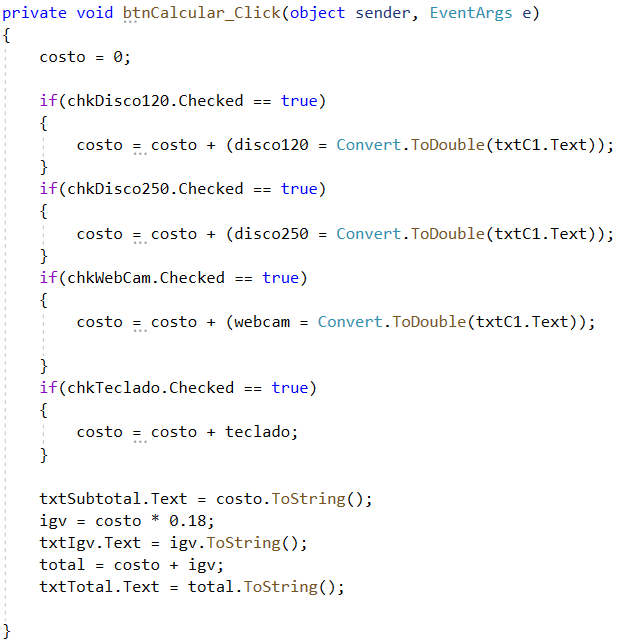 private void btnCalcular_Click(object sender, EventArgs e)
{
    costo = 0;

    if(chkDisco120.Checked == true)
    {
        costo = costo + (disco120 = Convert.ToDouble(txtC1.Text));
    }
    if(chkDisco250.Checked == true)
    {
        costo = costo + (disco250 = Convert.ToDouble(txtC1.Text));
    }
    if(chkWebCam.Checked == true)
    {
        costo = costo + (webcam = Convert.ToDouble(txtC1.Text));

    }
    if(chkTeclado.Checked == true)
    {
        costo = costo + teclado;
    }

    txtSubtotal.Text = costo.ToString();
    igv = costo * 0.18;
    txtIgv.Text = igv.ToString();
    total = costo + igv;
    txtTotal.Text = total.ToString();

}